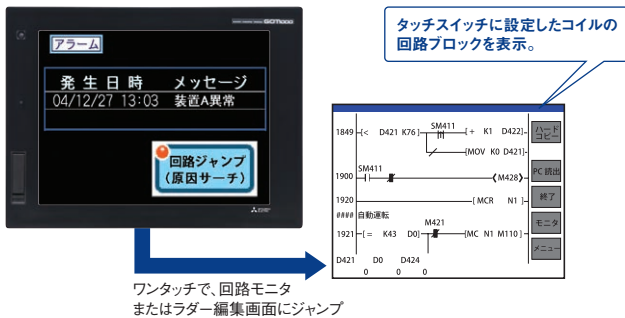 GOT1000
アラーム
発生日時 メッセージ
04/12/27 13:03 装置A異常
回路ジャンプ
(原因サーチ)
MITSUBISHI
タッチスイッチに設定したコイルの
回路ブロックを表示。
1849 [< D421 K76] SM411 [+ K1 D422]
[MOV K0 D421]
1900 SM411 (M428)
1920 [MCR N1]
#### 自動運転
1921 [= K43 D0] M421 [MC N1 M110]
D421 D0 D424
0 0 0
ハードコピー
PC読出
終了
モニタ
メニュー
ワンタッチで、回路モニタ
またはラダー編集画面にジャンプ